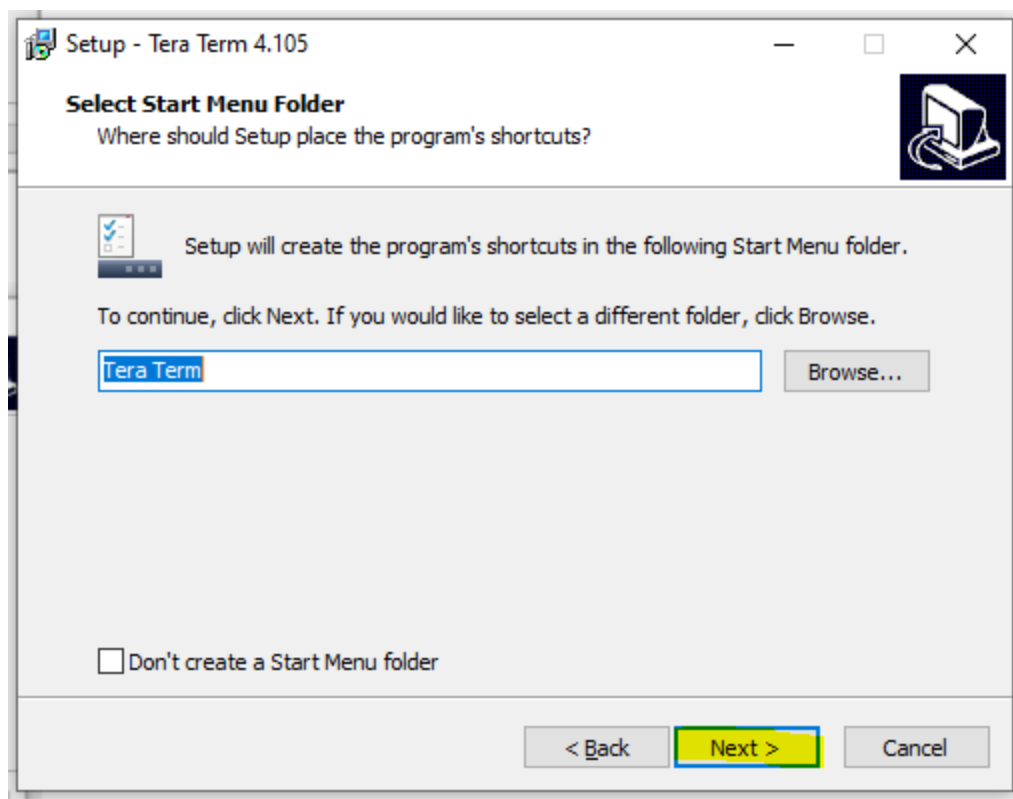 Setup - Tera Term 4.105
Select Start Menu Folder
Where should Setup place the program's shortcuts?
Setup will create the program's shortcuts in the following Start Menu folder.
To continue, click Next. If you would like to select a different folder, click Browse.
Tera Term
Browse...
Don't create a Start Menu folder
< Back
Next >
Cancel